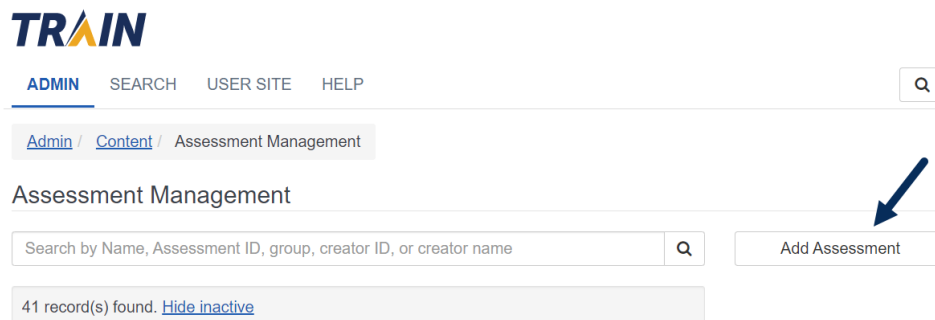 TRAIN
ADMIN SEARCH USER SITE HELP
Admin / Content / Assessment Management
Assessment Management
Search by Name, Assessment ID, group, creator ID, or creator name
Add Assessment
41 record(s) found. Hide inactive